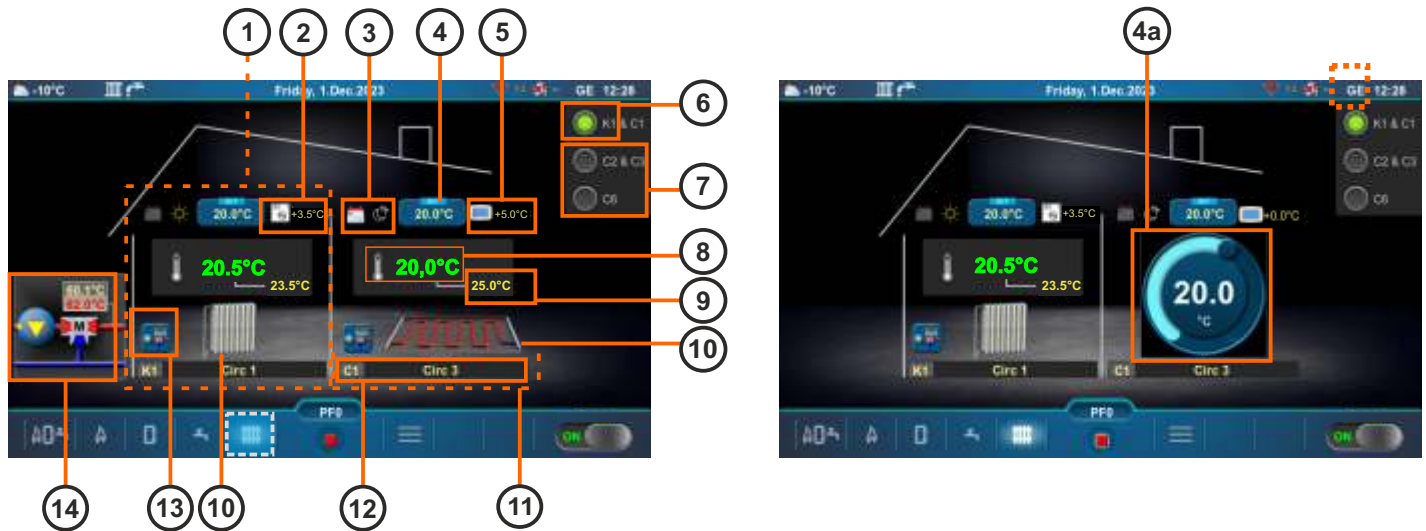 1 2 3 4 5 4a
-10°C Friday, 1.Dec.2023 GE 12:28
-10°C Friday, 1.Dec.2023 GE 12:28
K1 & C1 6
K1 & C1
C2 & C3 7
C2 & C3
C6
C6
20.0°C +3.5°C 20.0°C +5.0°C
20.0°C +3.5°C 20.0°C +0.0°C
20.5°C 20,0°C 8
20.5°C
23.5°C 25.0°C 9
23.5°C
20.0
°C
60.1°C
62.0°C
M
10
K1 Circ 1 C1 Circ 3
K1 Circ 1 C1 Circ 3
PF0
PF0
ON
ON
14 13 10 12 11